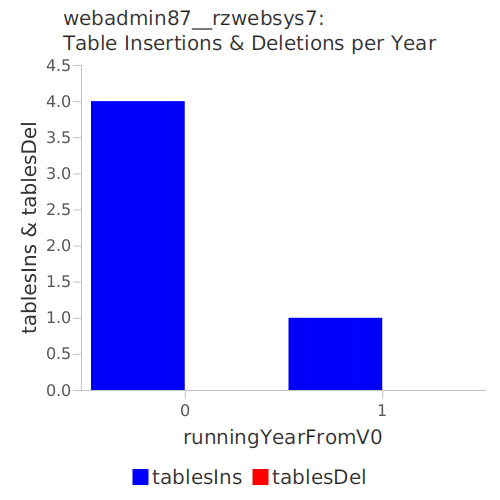 webadmin87__rzwebsys7:
Table Insertions & Deletions per Year
tablesIns & tablesDel
4.5
4.0
3.5
3.0
2.5
2.0
1.5
1.0
0.5
0.0
0 1
runningYearFromV0
tablesIns tablesDel